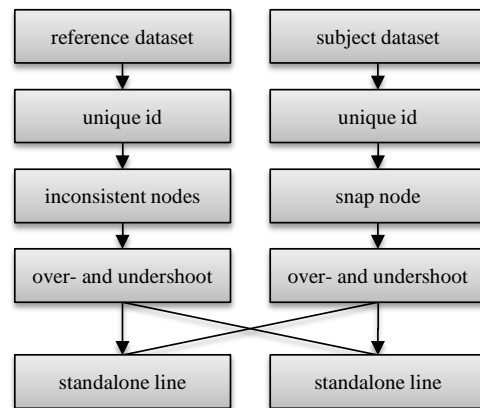 reference dataset
subject dataset
unique id
unique id
inconsistent nodes
snap node
over- and undershoot
over- and undershoot
standalone line
standalone line